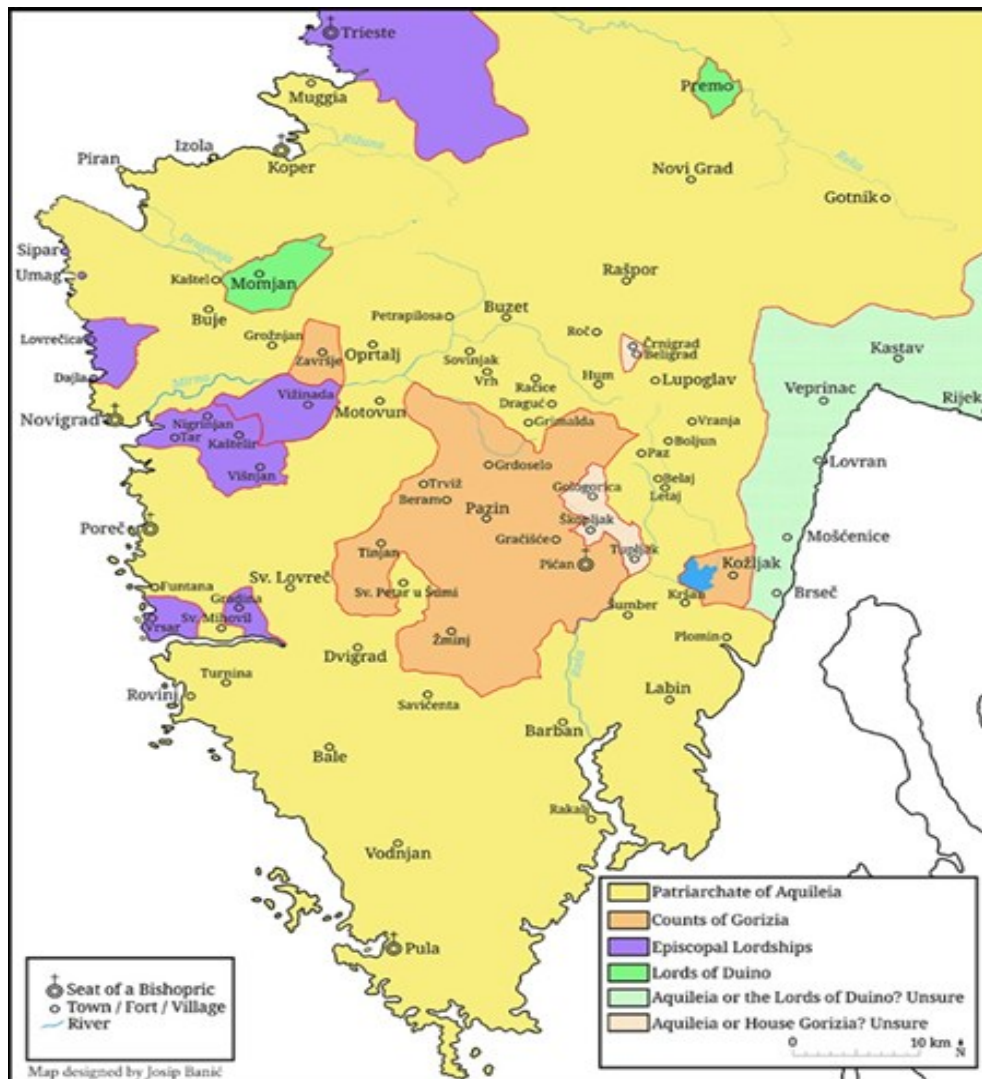 Trieste
Premo
Muggia
Rižana
Izola
Koper
Piran
Novi Grad
Reka
Gotnik
Dragonja
Sipar
Umag
Kaštel
Momjan
Rašpor
Buje
Petrapilosa
Buzet
Roč
Črnigrad
Beligrad
Kastav
Lovrečica
Grožnjan
Završje
Oprtalj
Sovinjak
Vrh
Račice
Hum
Lupoglav
Veprinac
Dajla
Mirna
Rijek
Novigrad
Vižinada
Motovun
Draguć
Grimalda
Vranja
Nigrinjan
Tar
Kaštelir
Boljun
Paz
Višnjan
Grdoselo
Lovran
Trviž
Gologorica
Belaj
Letaj
Beram
Pazin
Poreč
Škopljak
Gračišće
Mošćenice
Tinjan
Tupljak
Pićan
Kožljak
Funtana
Sv. Lovreč
Sv. Petar u Šumi
Gradina
Kršan
Brseč
Vrsar
Sv. Mihovil
Šumber
Žminj
Plomin
Dvigrad
Raša
Turnina
Rovinj
Savičenta
Labin
Barban
Bale
Rakalj
Vodnjan
Pula
Patriarchate of Aquileia
Counts of Gorizia
Episcopal Lordships
Lords of Duino
Aquileia or the Lords of Duino? Unsure
Aquileia or House Gorizia? Unsure
0 10 km
N
Seat of a Bishopric
Town / Fort / Village
River
Map designed by Josip Banić